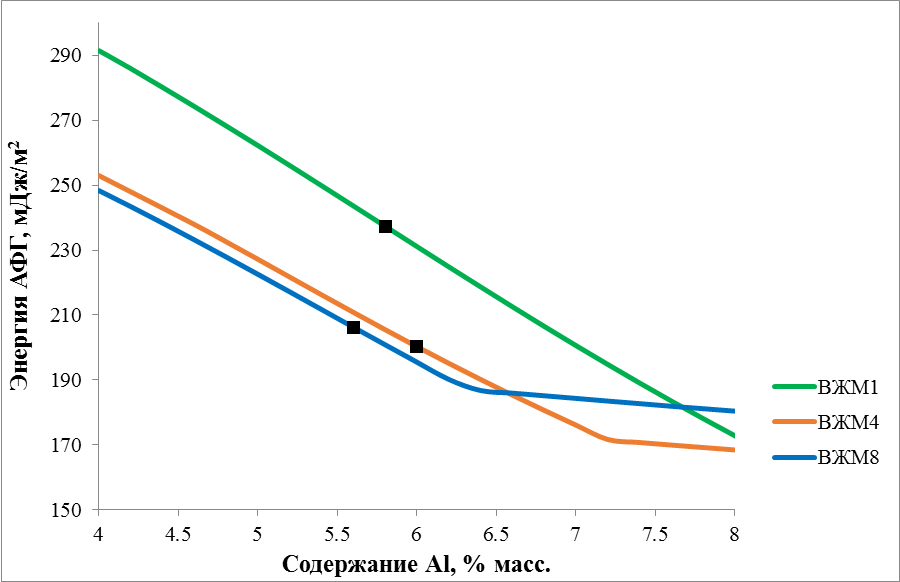 Энергия АФГ, мДж/м²
290
270
250
230
210
190
170
150
4 4.5 5 5.5 6 6.5 7 7.5 8
Содержание Al, % масс.
ВЖМ1
ВЖМ4
ВЖМ8